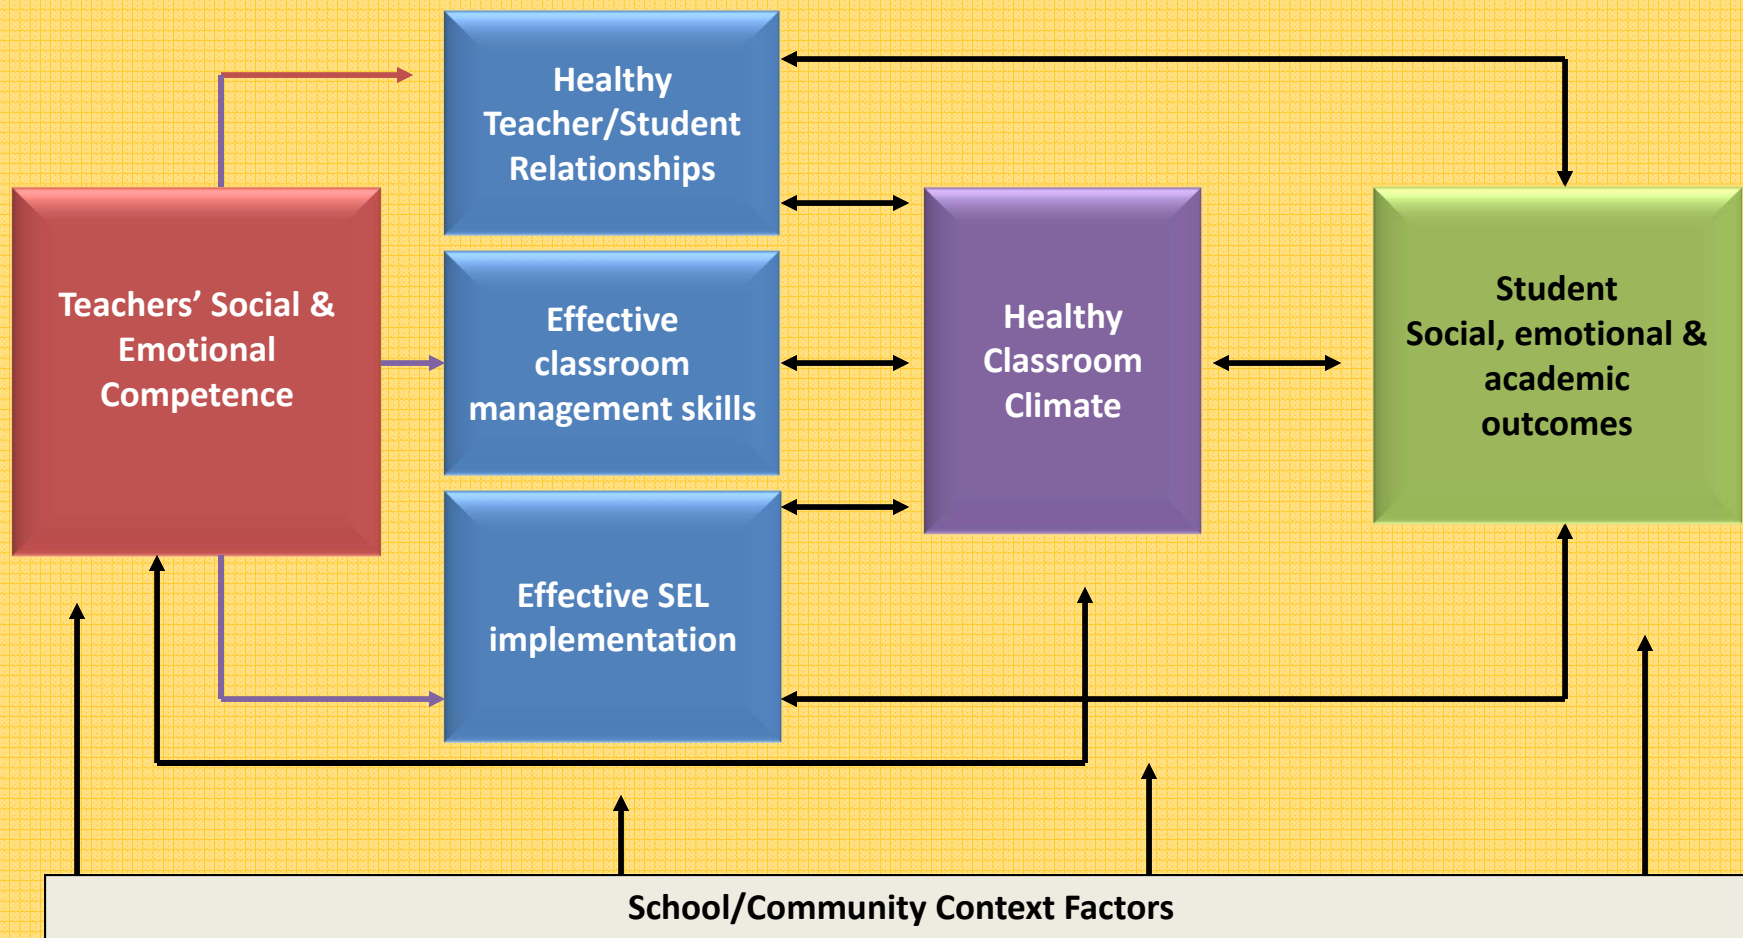 Healthy
Teacher/Student
Relationships
Teachers’ Social &
Emotional
Competence
Effective
classroom
management skills
Effective SEL
implementation
Healthy
Classroom
Climate
Student
Social, emotional &
academic
outcomes
School/Community Context Factors